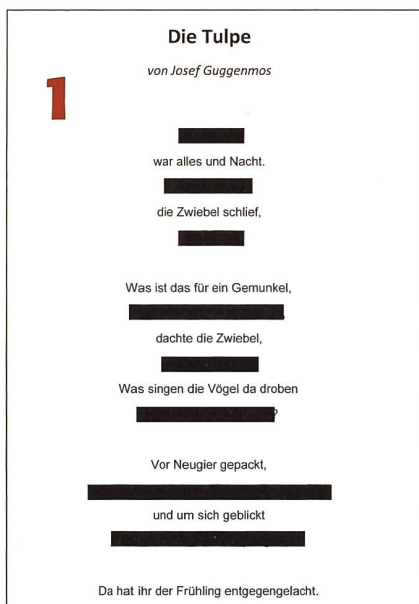 Die Tulpe
von Josef Guggenmos
1
war alles und Nacht.
die Zwiebel schlief,
Was ist das für ein Gemunkel,
dachte die Zwiebel,
Was singen die Vögel da droben
?
Vor Neugier gepackt,
und um sich geblickt
Da hat ihr der Frühling entgegengelacht.